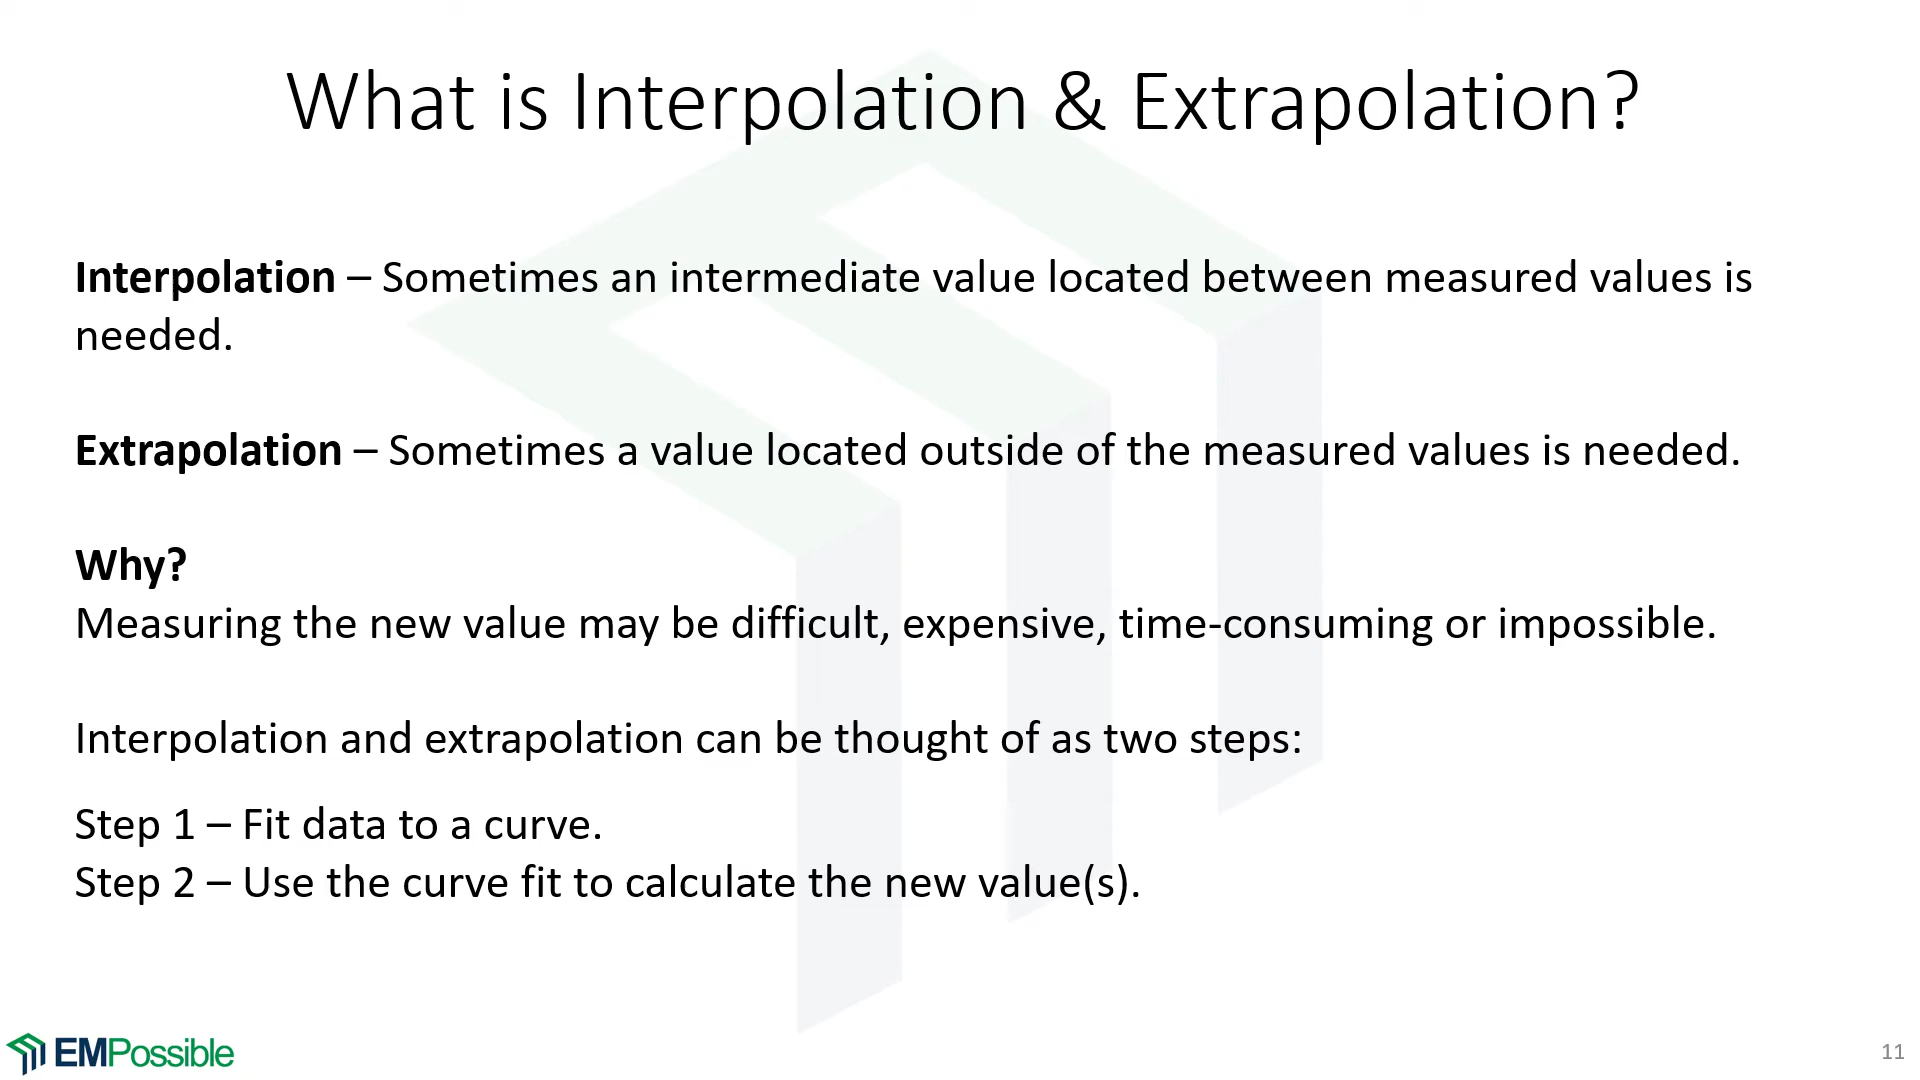 What is Interpolation & Extrapolation?
Interpolation – Sometimes an intermediate value located between measured values is
needed.
Extrapolation – Sometimes a value located outside of the measured values is needed.
Why?
Measuring the new value may be difficult, expensive, time-consuming or impossible.
Interpolation and extrapolation can be thought of as two steps:
Step 1 – Fit data to a curve.
Step 2 – Use the curve fit to calculate the new value(s).
EMPossible
11